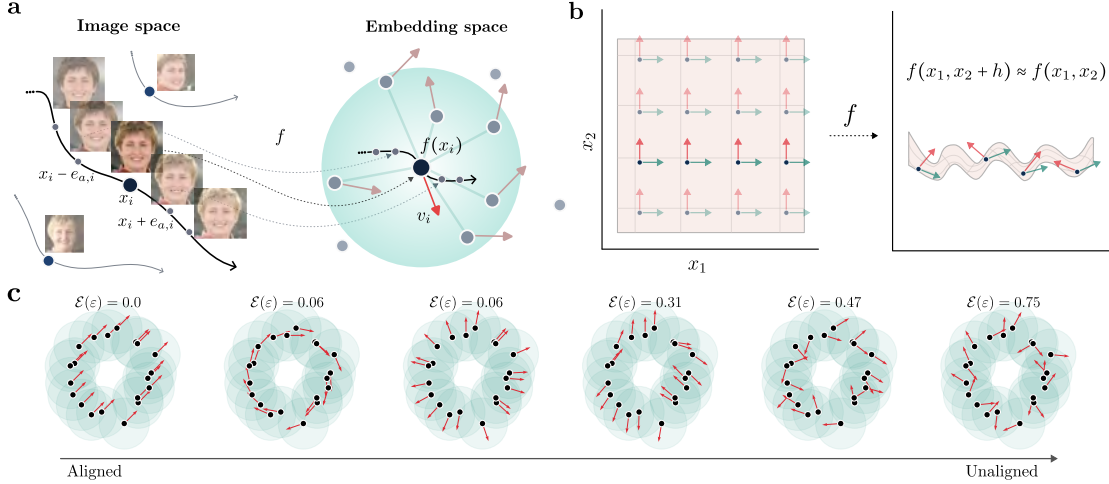 a
Image space
Embedding space
f
f(x_i)
v_i
x_i − e_{a,i}
x_i
x_i + e_{a,i}
b
x_2
x_1
f
f(x_1, x_2 + h) ≈ f(x_1, x_2)
c
ℰ(ε) = 0.0
ℰ(ε) = 0.06
ℰ(ε) = 0.06
ℰ(ε) = 0.31
ℰ(ε) = 0.47
ℰ(ε) = 0.75
Aligned
Unaligned